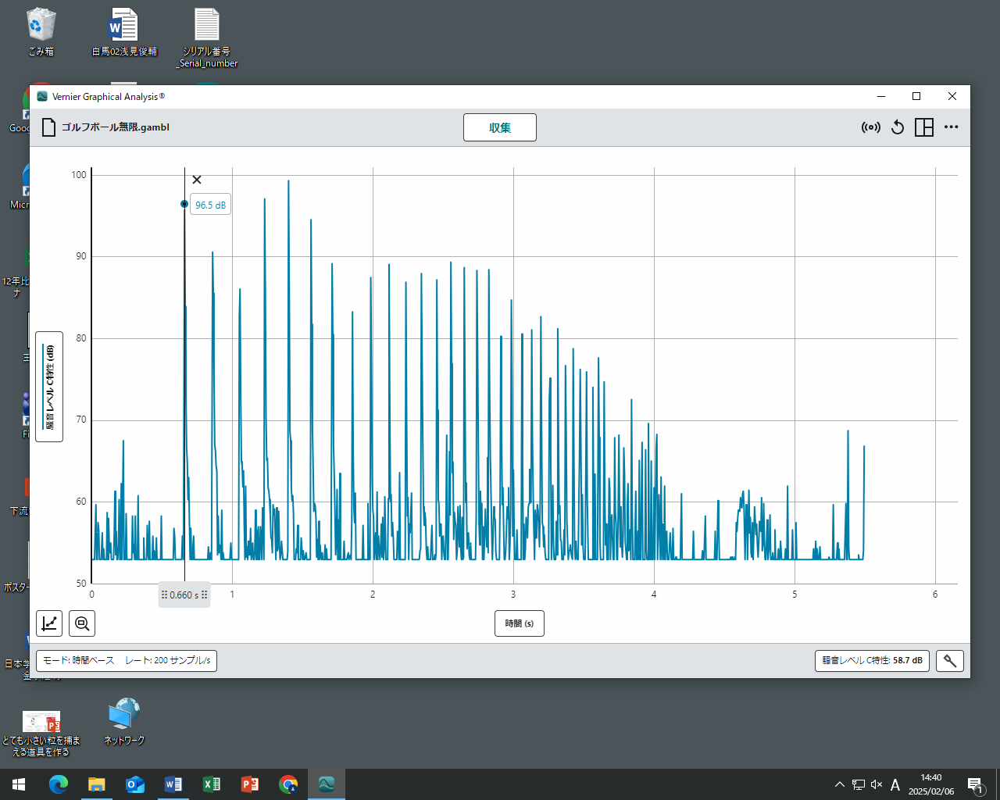 ごみ箱
白馬02浅見俊輔
シリアル番号
_Serial_number
Goog
Micr
12年比
ナ
Fi
下流
ポスター
日本学
Vernier Graphical Analysis®
ゴルフボール無限.gambl
収集
騒音レベル C特性 (dB)
100
90
80
70
60
50
96.5 dB
0
0.660 s
1
2
3
4
5
6
時間 (s)
モード: 時間ベース レート: 200 サンプル/s
騒音レベル C特性: 58.7 dB
とても小さい粒を捕ま
える道具を作る
ネットワーク
A
14:40
2025/02/06
1